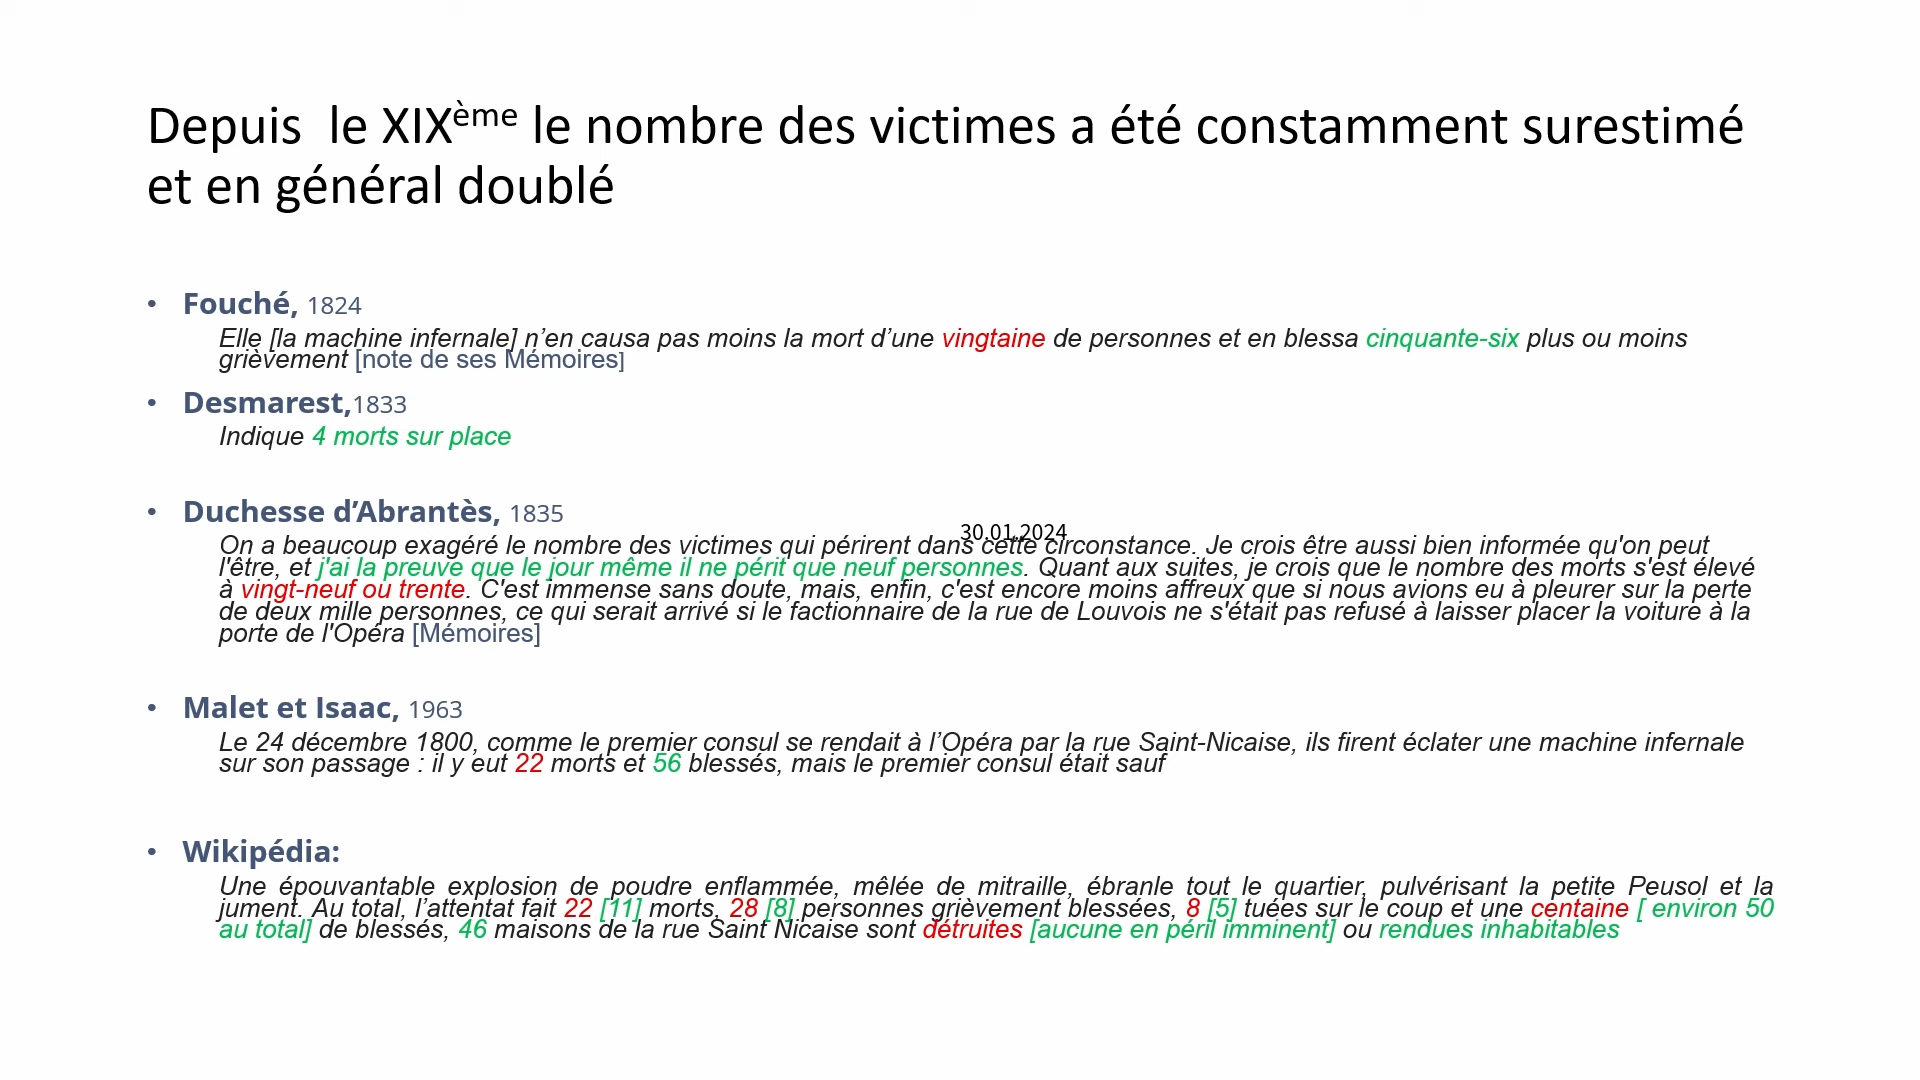 Depuis  le XIXème le nombre des victimes a été constamment surestimé
et en général doublé
• Fouché, 1824
Elle [la machine infernale] n’en causa pas moins la mort d’une vingtaine de personnes et en blessa cinquante-six plus ou moins
grièvement [note de ses Mémoires]
• Desmarest,1833
Indique 4 morts sur place
• Duchesse d’Abrantès, 1835
30.01.2024
On a beaucoup exagéré le nombre des victimes qui périrent dans cette circonstance. Je crois être aussi bien informée qu'on peut
l'être, et j'ai la preuve que le jour même il ne périt que neuf personnes. Quant aux suites, je crois que le nombre des morts s'est élevé
à vingt-neuf ou trente. C'est immense sans doute, mais, enfin, c'est encore moins affreux que si nous avions eu à pleurer sur la perte
de deux mille personnes, ce qui serait arrivé si le factionnaire de la rue de Louvois ne s'était pas refusé à laisser placer la voiture à la
porte de l'Opéra [Mémoires]
• Malet et Isaac, 1963
Le 24 décembre 1800, comme le premier consul se rendait à l’Opéra par la rue Saint-Nicaise, ils firent éclater une machine infernale
sur son passage : il y eut 22 morts et 56 blessés, mais le premier consul était sauf
• Wikipédia:
Une épouvantable explosion de poudre enflammée, mêlée de mitraille, ébranle tout le quartier, pulvérisant la petite Peusol et la
jument. Au total, l’attentat fait 22 [11] morts, 28 [8] personnes grièvement blessées, 8 [5] tuées sur le coup et une centaine [ environ 50
au total] de blessés, 46 maisons de la rue Saint Nicaise sont détruites [aucune en péril imminent] ou rendues inhabitables